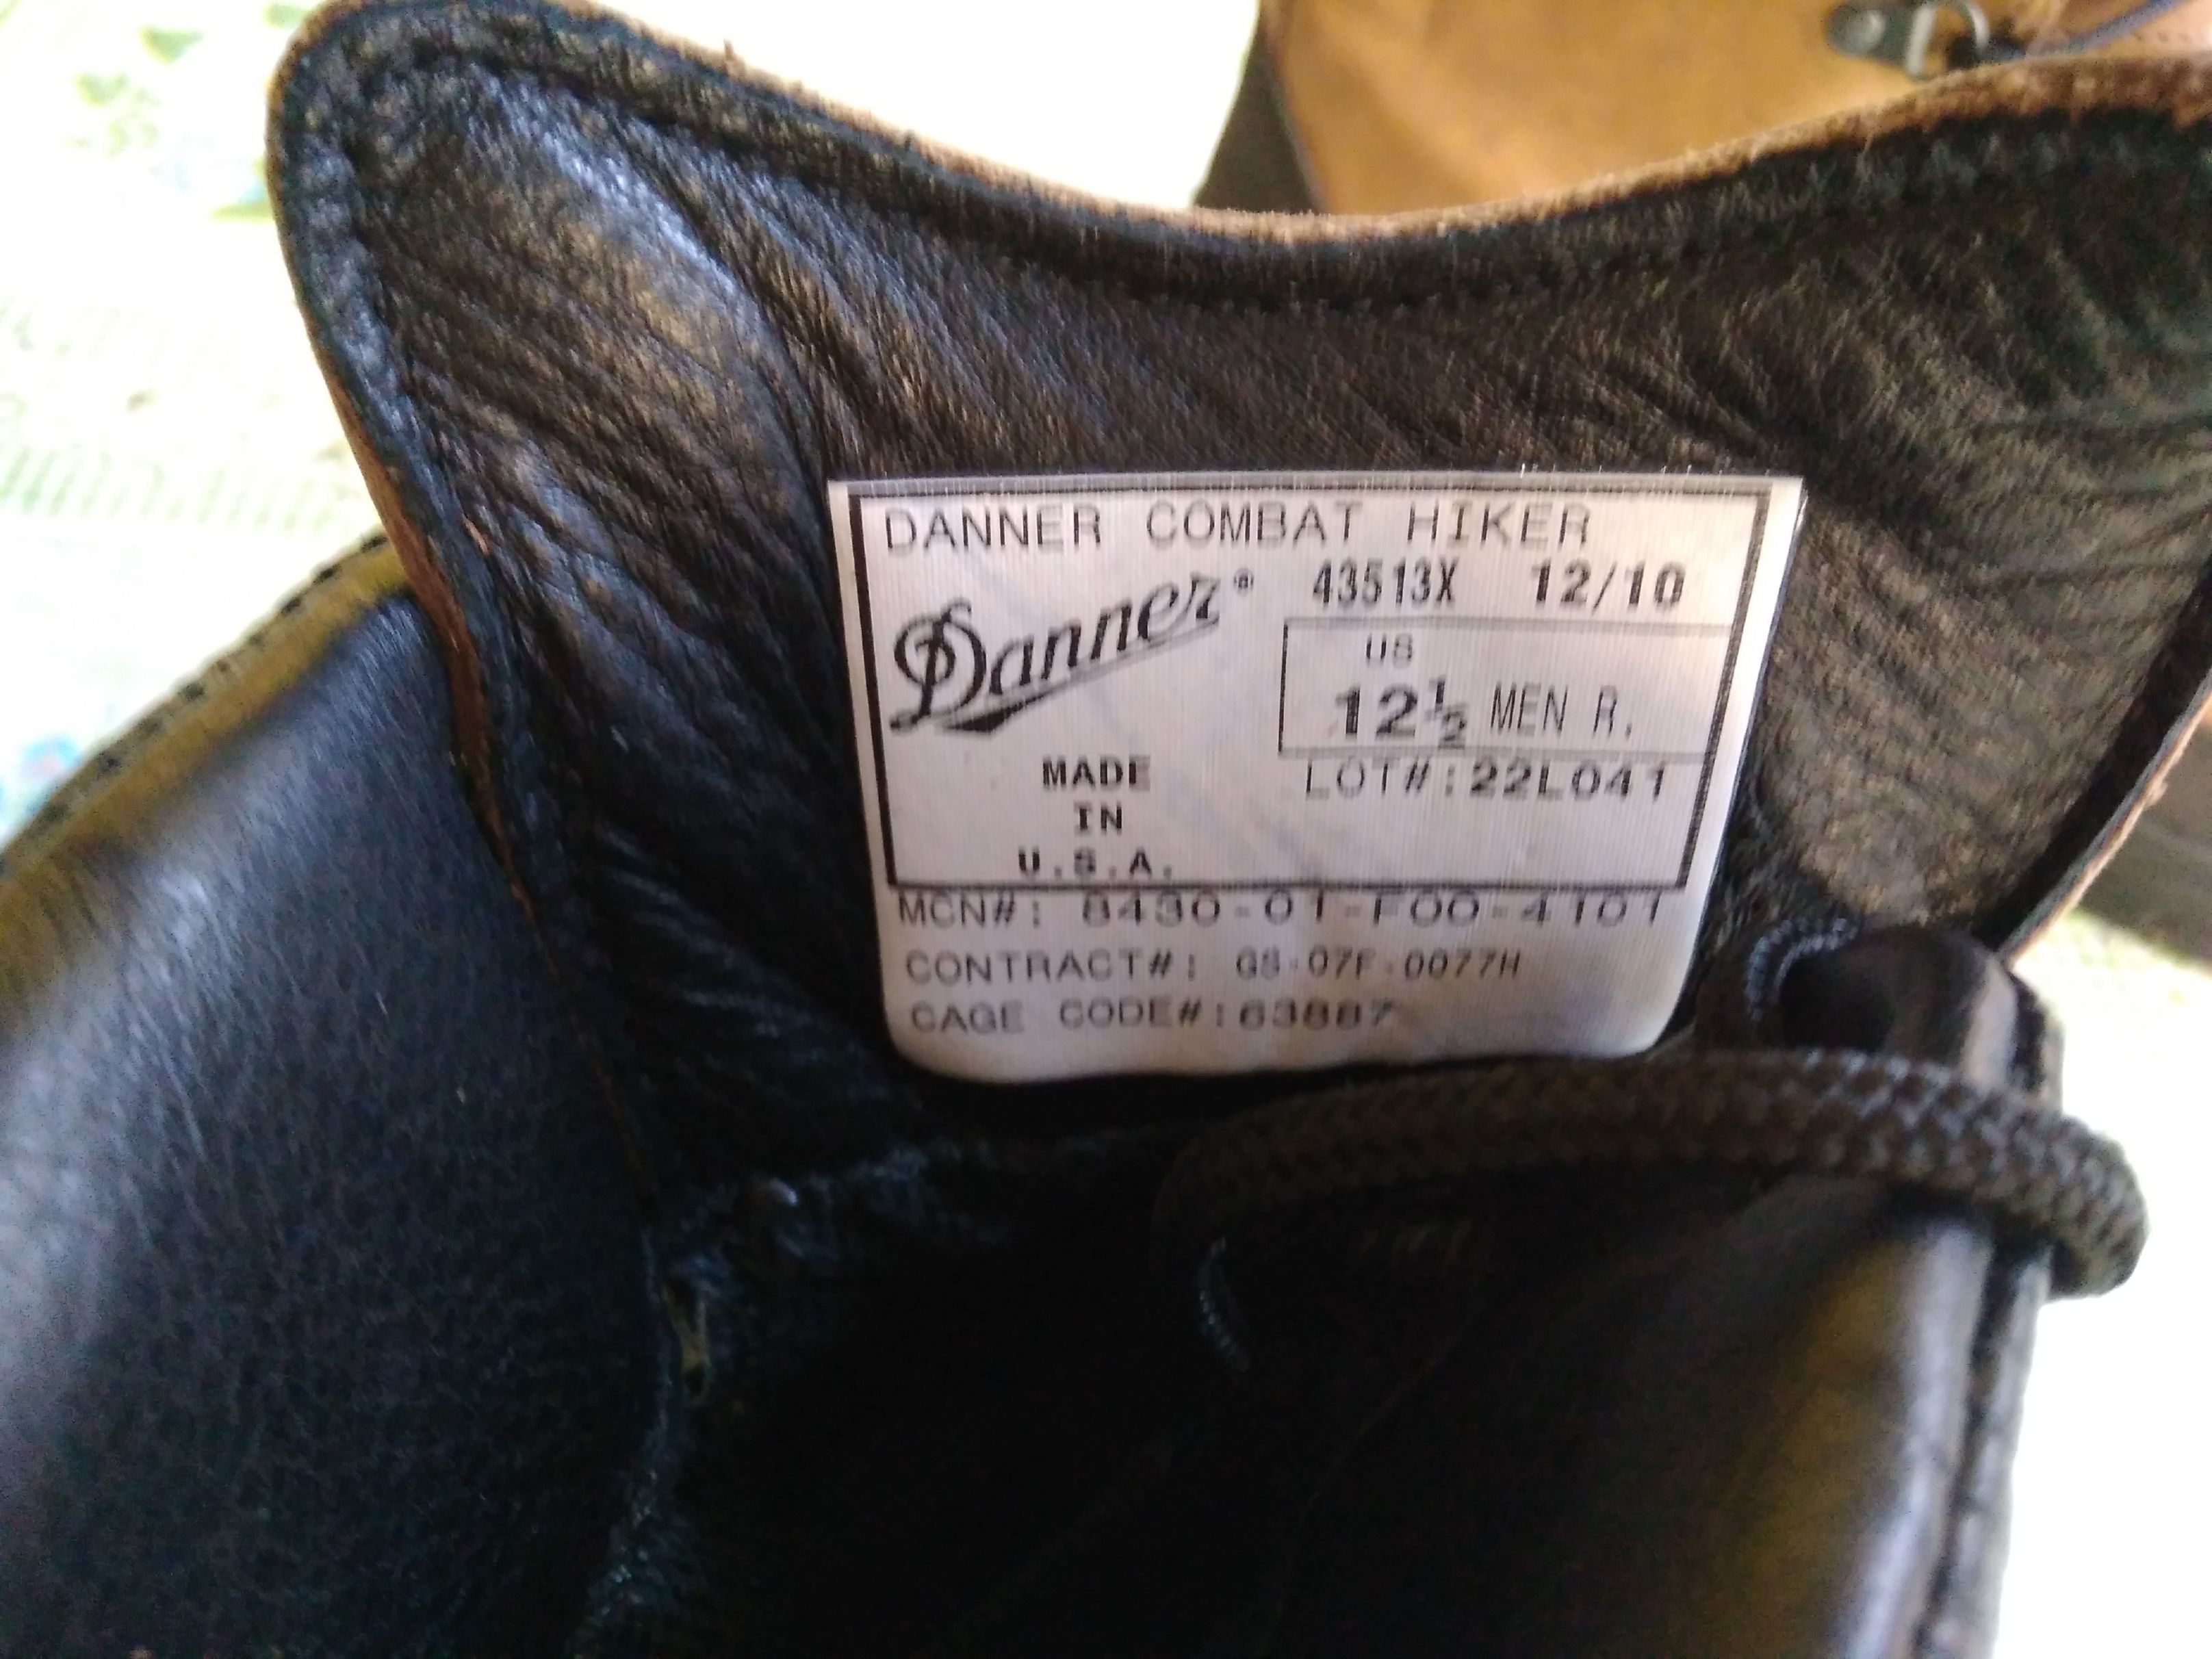 DANNER COMBAT HIKER
Danner® 43513X 12/10
US
12½ MEN R.
MADE
IN
U.S.A.
LOT#:22L041
MCN#: 8430-01-F00-4101
CONTRACT#: GS-07F-0077H
CAGE CODE#:63887